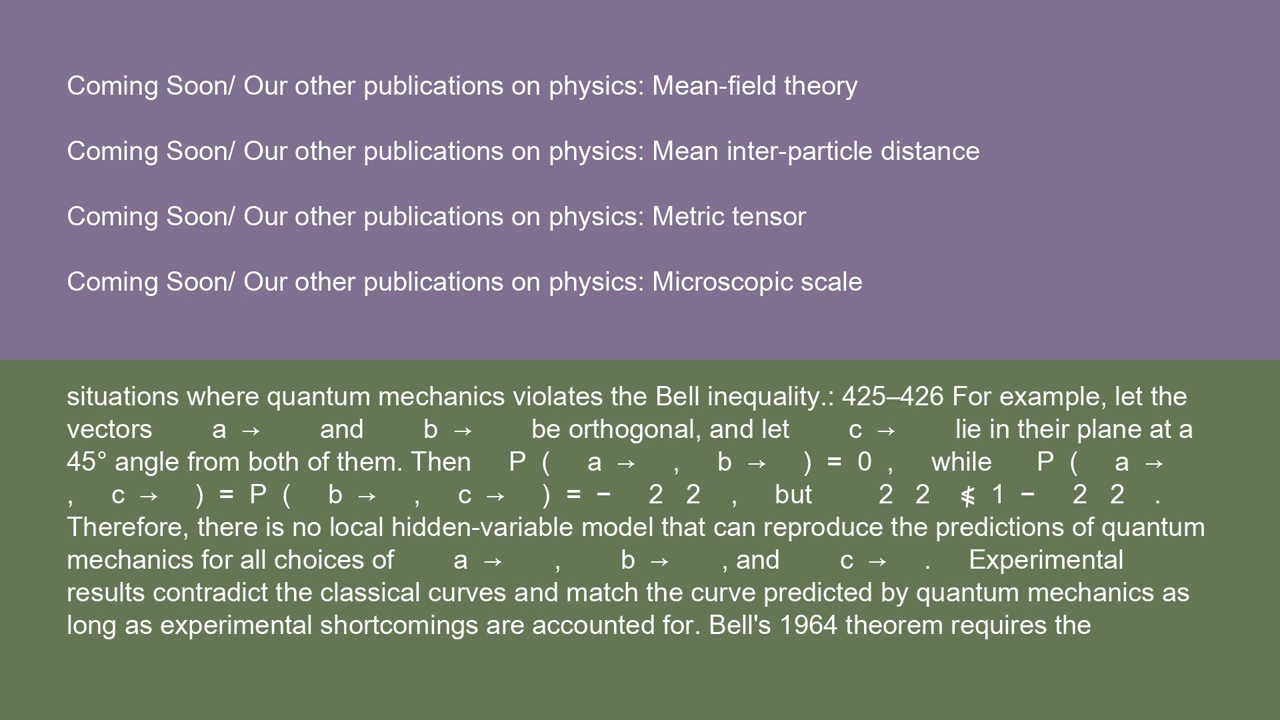 Coming Soon/ Our other publications on physics: Mean-field theory
Coming Soon/ Our other publications on physics: Mean inter-particle distance
Coming Soon/ Our other publications on physics: Metric tensor
Coming Soon/ Our other publications on physics: Microscopic scale
situations where quantum mechanics violates the Bell inequality.: 425–426 For example, let the
vectors a → and b → be orthogonal, and let c → lie in their plane at a
45° angle from both of them. Then P ( a → , b → ) = 0 , while P ( a →
, c → ) = P ( b → , c → ) = − 2 2 , but 2 2 ≰ 1 − 2 2 .
Therefore, there is no local hidden-variable model that can reproduce the predictions of quantum
mechanics for all choices of a → , b → , and c → . Experimental
results contradict the classical curves and match the curve predicted by quantum mechanics as
long as experimental shortcomings are accounted for. Bell's 1964 theorem requires the